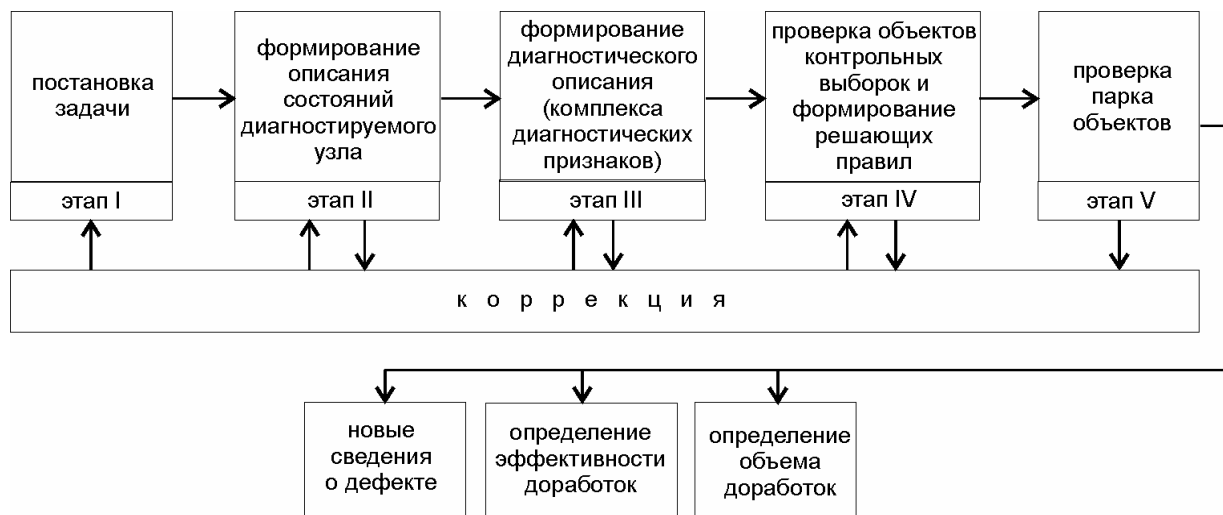 постановка
задачи
этап I
формирование
описания
состояний
диагностируемого
узла
этап II
формирование
диагностического
описания
(комплекса
диагностических
признаков)
этап III
проверка объектов
контрольных
выборок и
формирование
решающих
правил
этап IV
проверка
парка
объектов
этап V
к о р р е к ц и я
новые
сведения
о дефекте
определение
эффективности
доработок
определение
объема
доработок